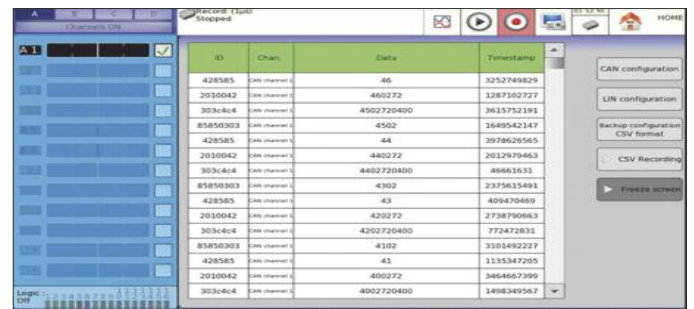 A B C D
Channels ON
Record: (1µs)
Stopped
HOME
A1
ID Chan. Data Timestamp
428585 CAN channel 1 46 3252749829
2010042 CAN channel 1 460272 1287102727
303c4c4 CAN channel 1 4502720400 3615752191
85850303 CAN channel 1 4502 1649542147
428585 CAN channel 1 44 3978626565
2010042 CAN channel 1 440272 2012979463
303c4c4 CAN channel 1 4402720400 46661631
85850303 CAN channel 1 4302 2375615491
428585 CAN channel 1 43 409470469
2010042 CAN channel 1 420272 2738790663
303c4c4 CAN channel 1 4202720400 772472831
85850303 CAN channel 1 4102 3101492227
428585 CAN channel 1 41 1135347205
2010042 CAN channel 1 400272 3464667399
303c4c4 CAN channel 1 4002720400 1498349567
CAN configuration
LIN configuration
Backup configuration
CSV format
CSV Recording
Freeze screen
Logic
Off